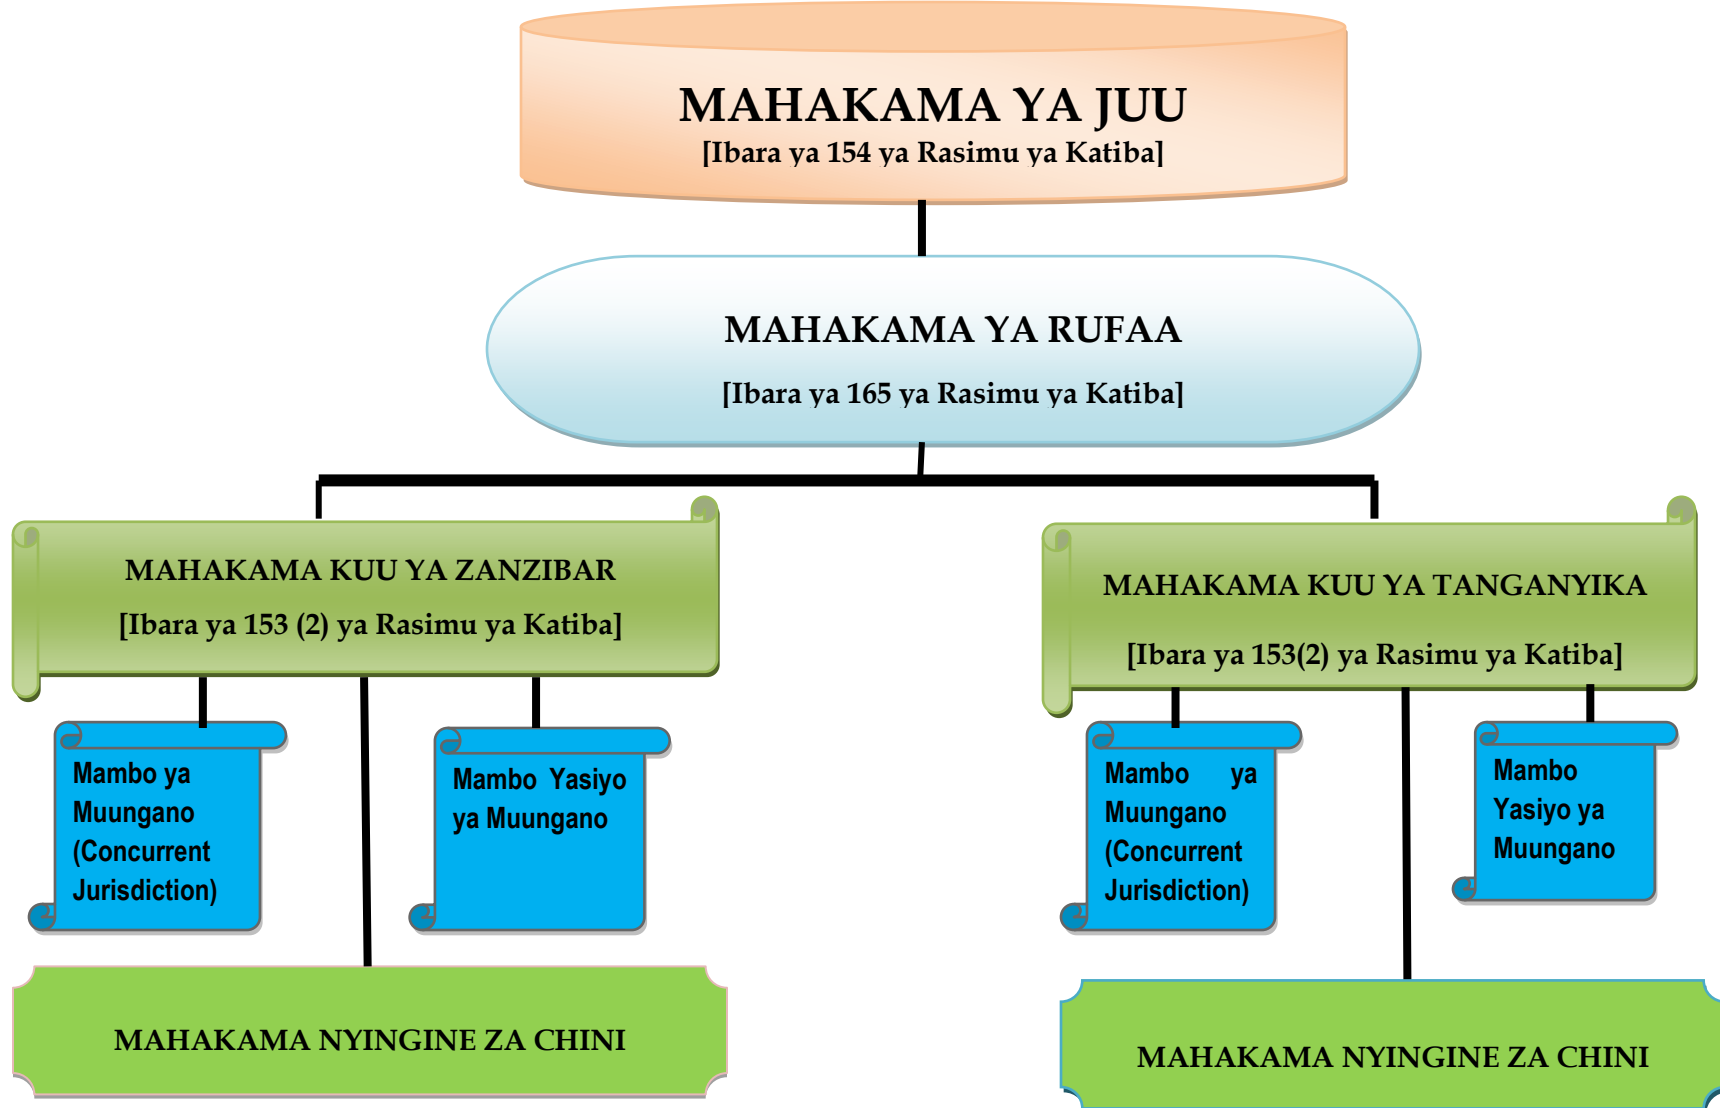 MAHAKAMA YA JUU
[Ibara ya 154 ya Rasimu ya Katiba]
MAHAKAMA YA RUFAA
[Ibara ya 165 ya Rasimu ya Katiba]
MAHAKAMA KUU YA ZANZIBAR
[Ibara ya 153 (2) ya Rasimu ya Katiba]
MAHAKAMA KUU YA TANGANYIKA
[Ibara ya 153(2) ya Rasimu ya Katiba]
Mambo ya
Muungano
(Concurrent
Jurisdiction)
Mambo Yasiyo
ya Muungano
Mambo ya
Muungano
(Concurrent
Jurisdiction)
Mambo
Yasiyo ya
Muungano
MAHAKAMA NYINGINE ZA CHINI
MAHAKAMA NYINGINE ZA CHINI